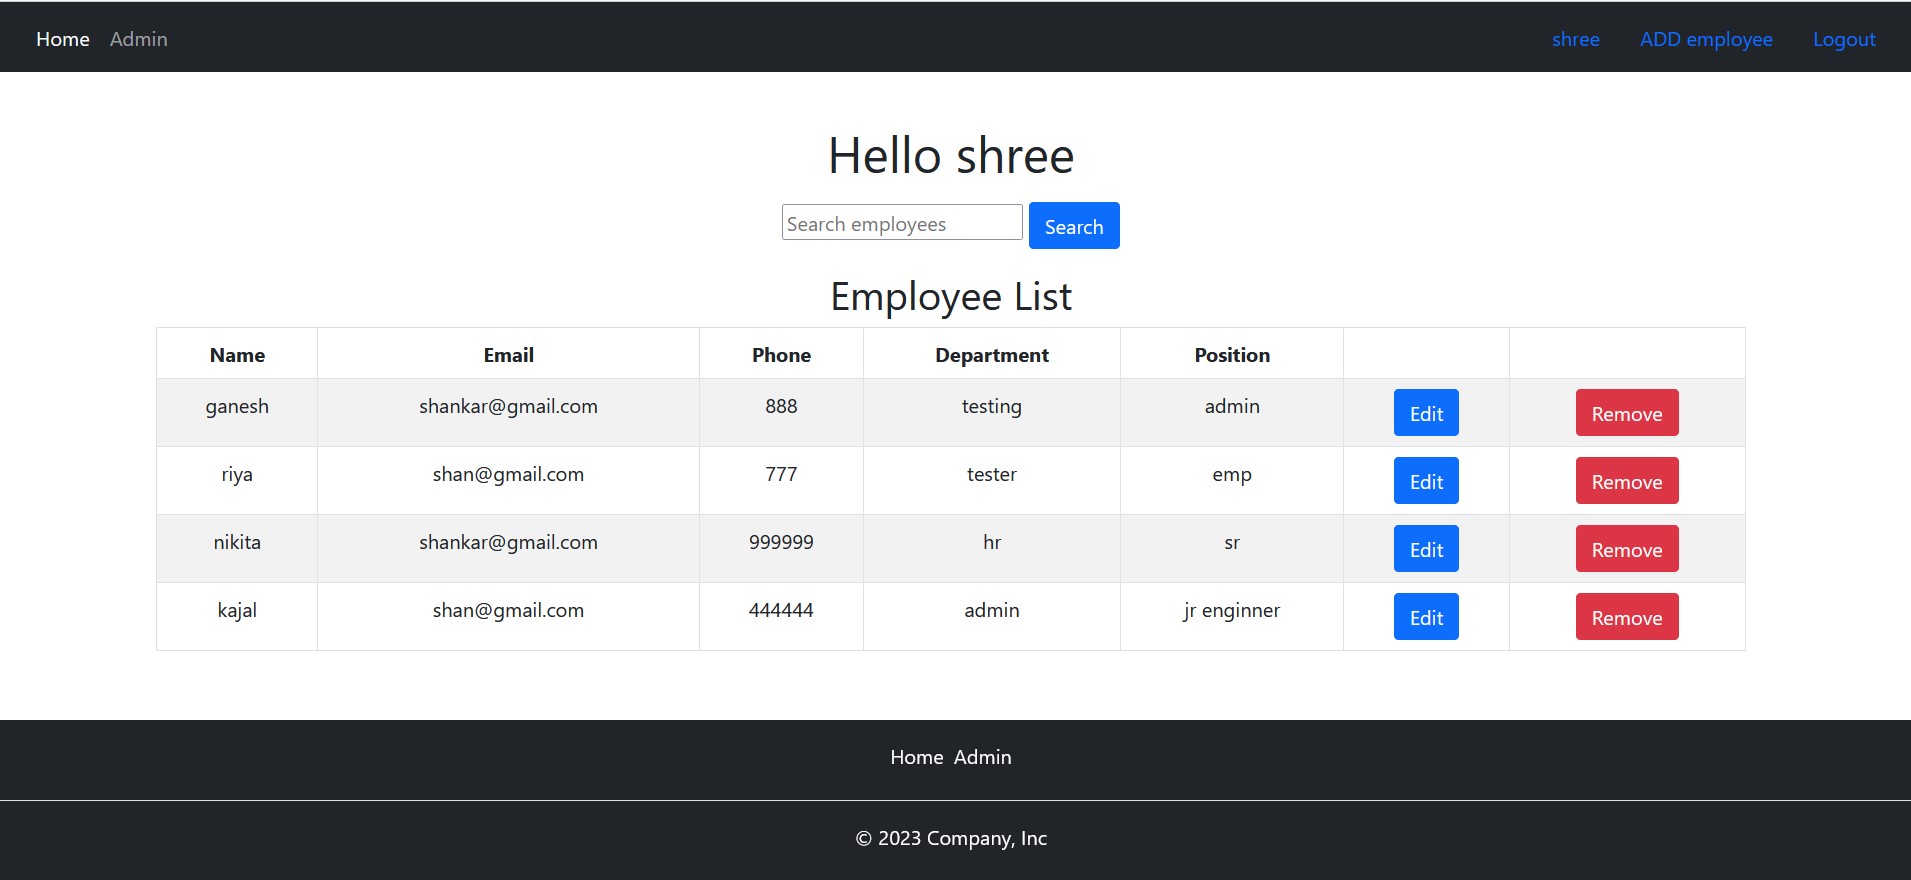 Home Admin shree ADD employee Logout
Hello shree
Search employees Search
Employee List
Name Email Phone Department Position
ganesh shankar@gmail.com 888 testing admin Edit Remove
riya shan@gmail.com 777 tester emp Edit Remove
nikita shankar@gmail.com 999999 hr sr Edit Remove
kajal shan@gmail.com 444444 admin jr enginner Edit Remove
Home Admin
© 2023 Company, Inc